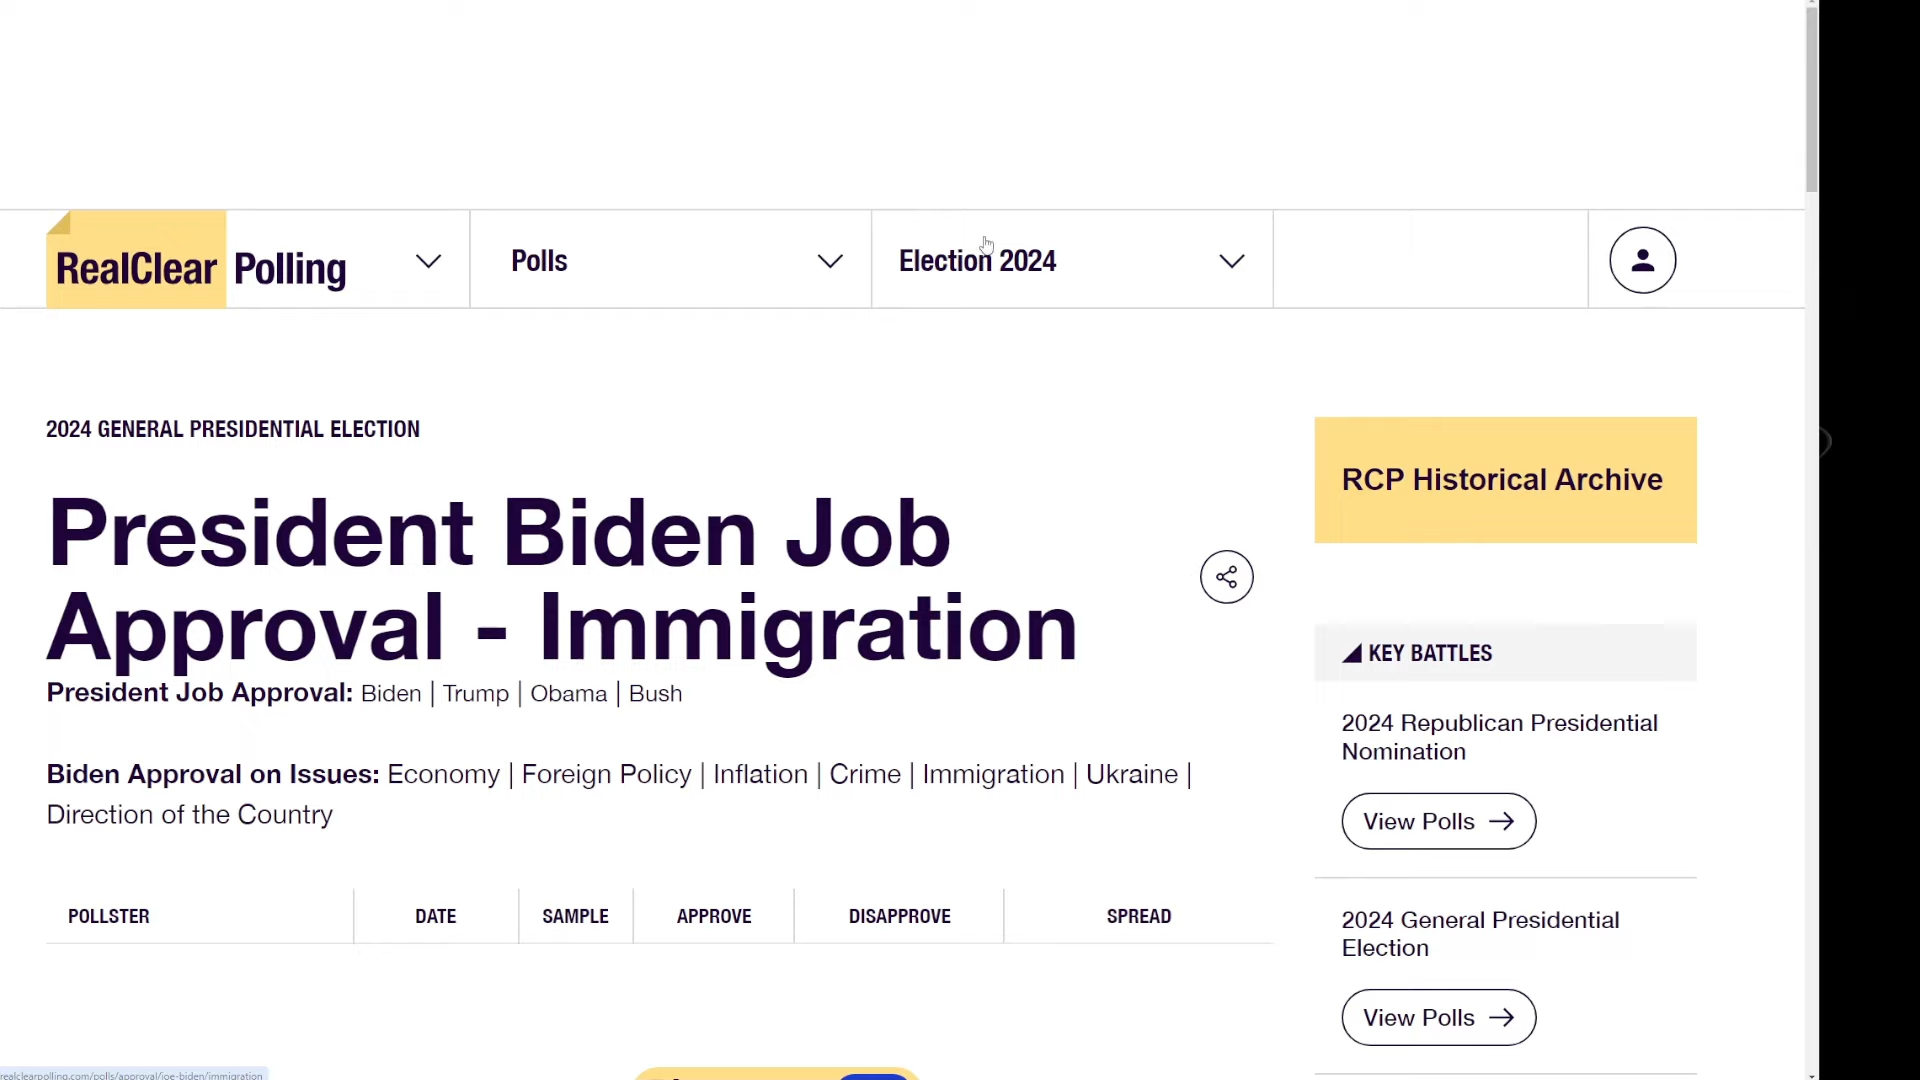 RealClear Polling
Polls
Election 2024
2024 GENERAL PRESIDENTIAL ELECTION
President Biden Job
Approval - Immigration
President Job Approval: Biden | Trump | Obama | Bush
Biden Approval on Issues: Economy | Foreign Policy | Inflation | Crime | Immigration | Ukraine |
Direction of the Country
POLLSTER DATE SAMPLE APPROVE DISAPPROVE SPREAD
RCP Historical Archive
KEY BATTLES
2024 Republican Presidential
Nomination
View Polls
2024 General Presidential
Election
View Polls
realclearpolling.com/polls/approval/joe-biden/immigration